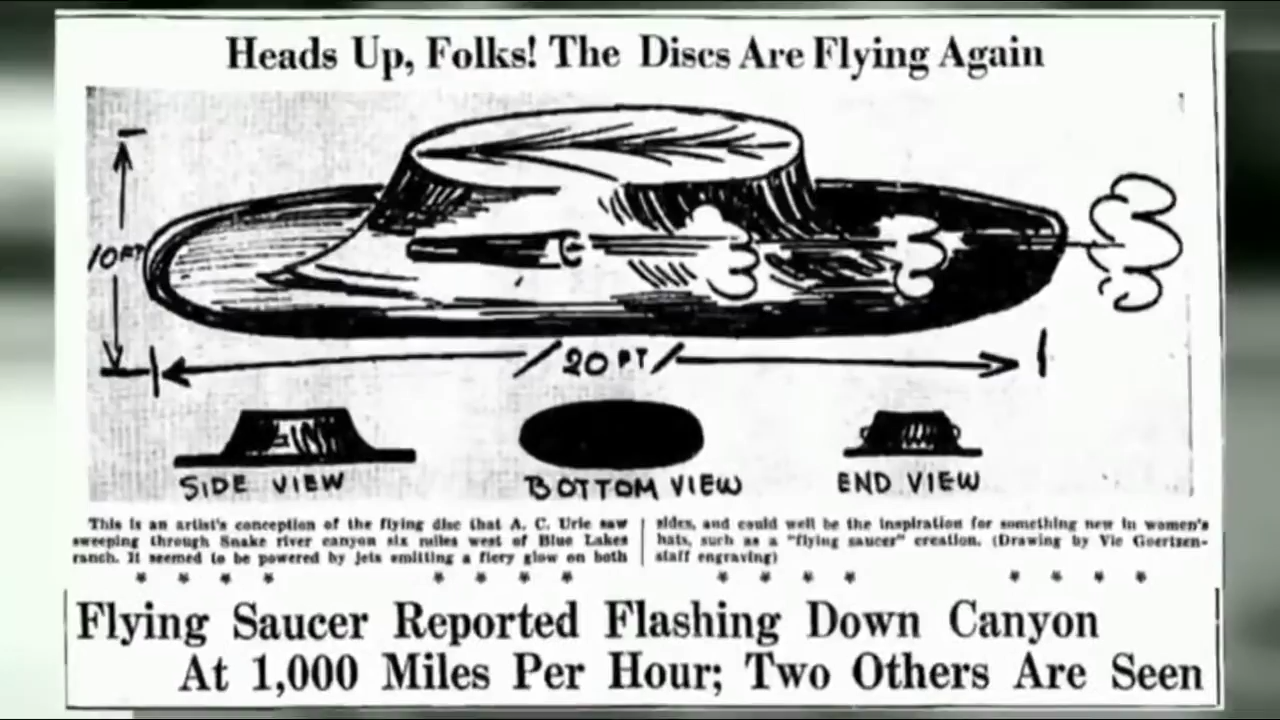 Heads Up, Folks! The Discs Are Flying Again
10 FT
20 FT
SIDE VIEW
BOTTOM VIEW
END VIEW
This is an artist's conception of the flying disc that A. C. Urie saw
sweeping through Snake river canyon six miles west of Blue Lakes
ranch. It seemed to be powered by jets emitting a fiery glow on both
sides, and could well be the inspiration for something new in women's
hats, such as a "flying saucer" creation. (Drawing by Vic Goertzen-
staff engraving)
* * * * * * * * * * * * * * * *
Flying Saucer Reported Flashing Down Canyon
At 1,000 Miles Per Hour; Two Others Are Seen